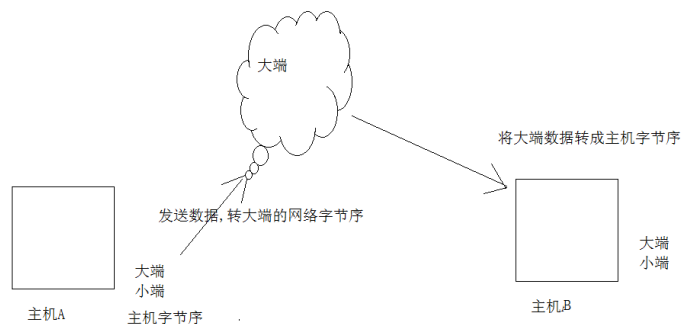 大端
将大端数据转成主机字节序
发送数据,转大端的网络字节序
大端
小端
主机A
主机字节序
大端
小端
主机B